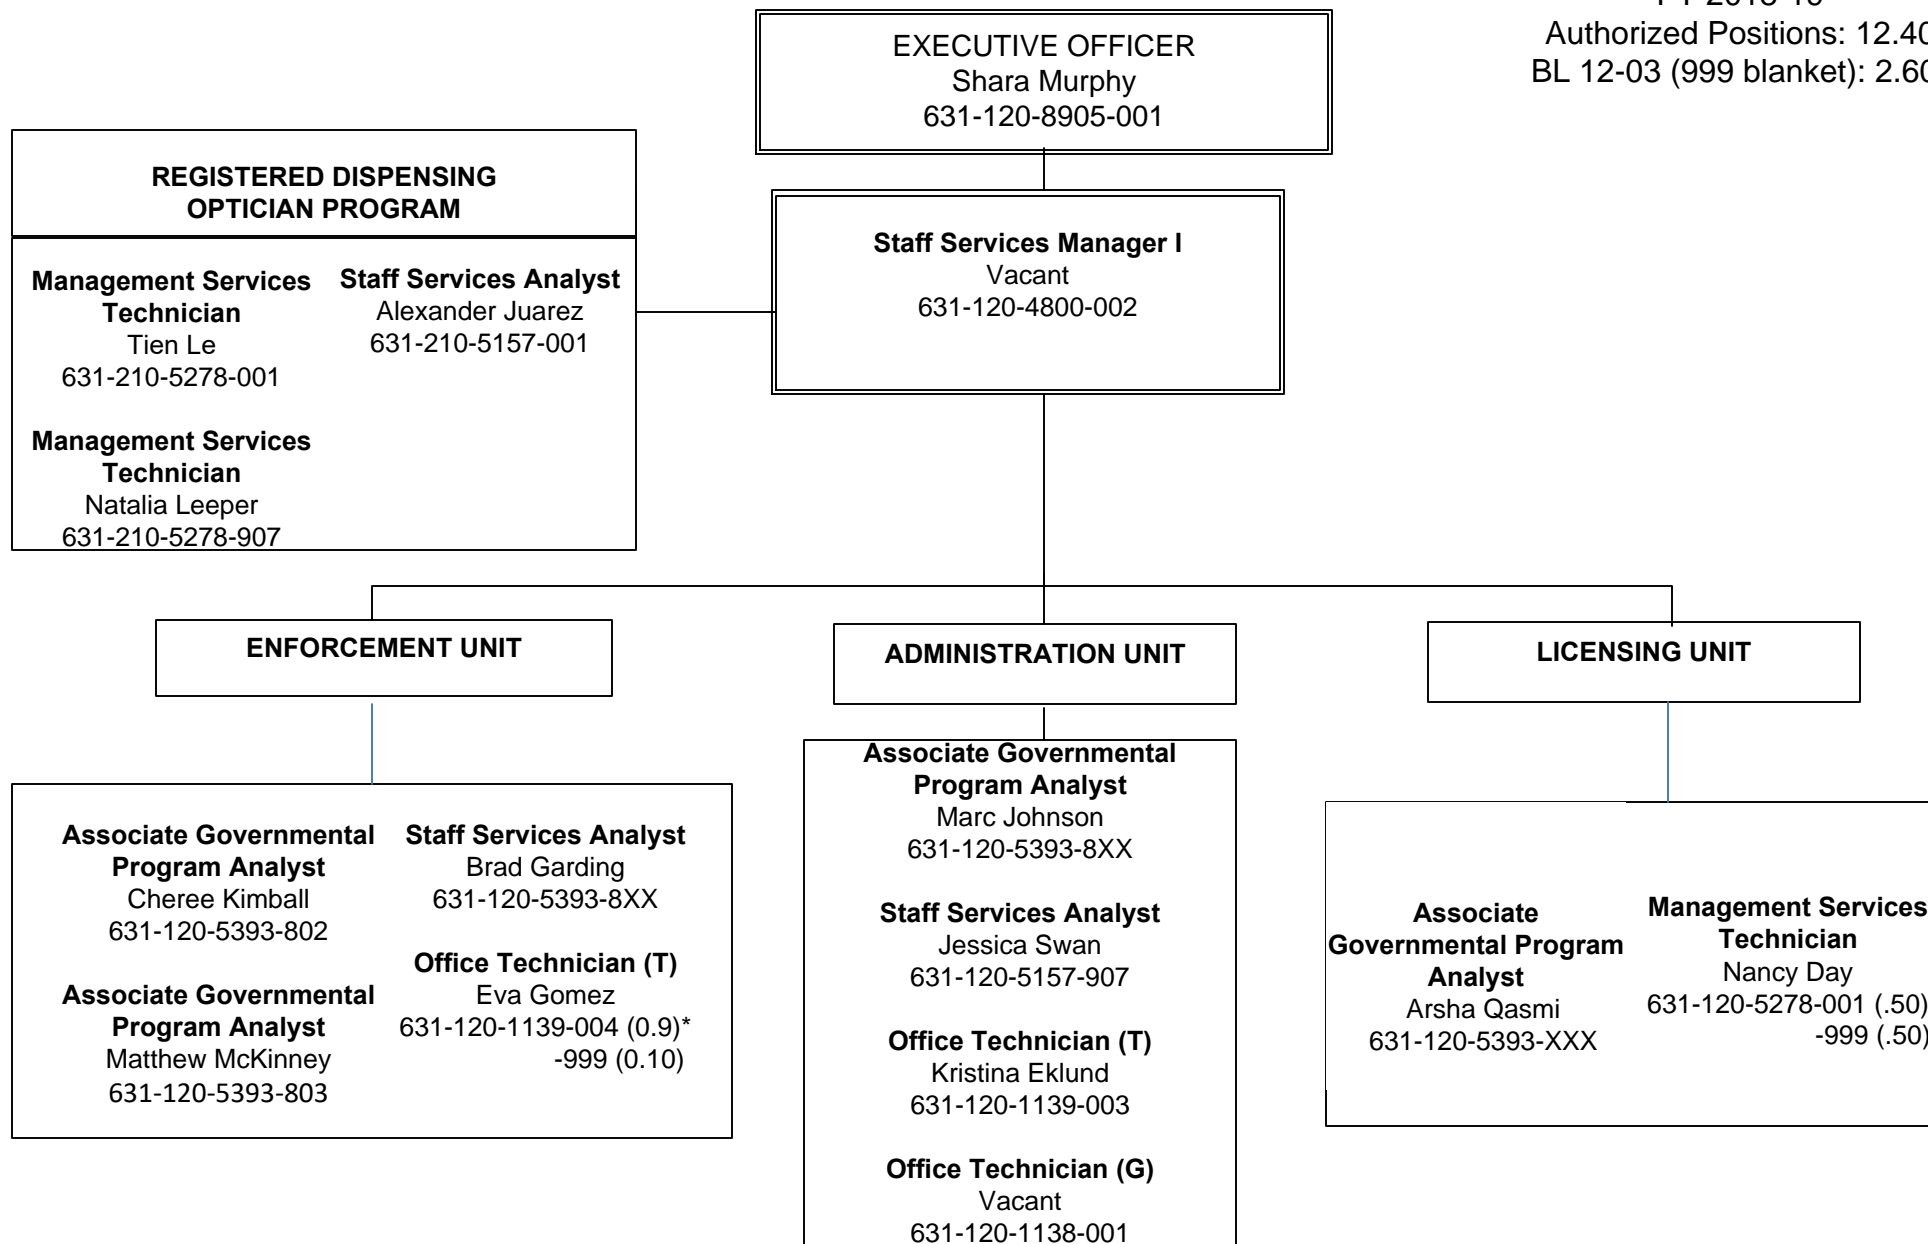 Authorized Positions: 12.40
BL 12-03 (999 blanket): 2.60
EXECUTIVE OFFICER
Shara Murphy
631-120-8905-001
REGISTERED DISPENSING
OPTICIAN PROGRAM
Management Services
Technician
Tien Le
631-210-5278-001
Management Services
Technician
Natalia Leeper
631-210-5278-907
Staff Services Analyst
Alexander Juarez
631-210-5157-001
Staff Services Manager I
Vacant
631-120-4800-002
ENFORCEMENT UNIT
Associate Governmental
Program Analyst
Cheree Kimball
631-120-5393-802
Associate Governmental
Program Analyst
Matthew McKinney
631-120-5393-803
Staff Services Analyst
Brad Garding
631-120-5393-8XX
Office Technician (T)
Eva Gomez
631-120-1139-004 (0.9)*
-999 (0.10)
ADMINISTRATION UNIT
Associate Governmental
Program Analyst
Marc Johnson
631-120-5393-8XX
Staff Services Analyst
Jessica Swan
631-120-5157-907
Office Technician (T)
Kristina Eklund
631-120-1139-003
Office Technician (G)
Vacant
631-120-1138-001
LICENSING UNIT
Associate
Governmental Program
Analyst
Arsha Qasmi
631-120-5393-XXX
Management Services
Technician
Nancy Day
631-120-5278-001 (.50)
-999 (.50)